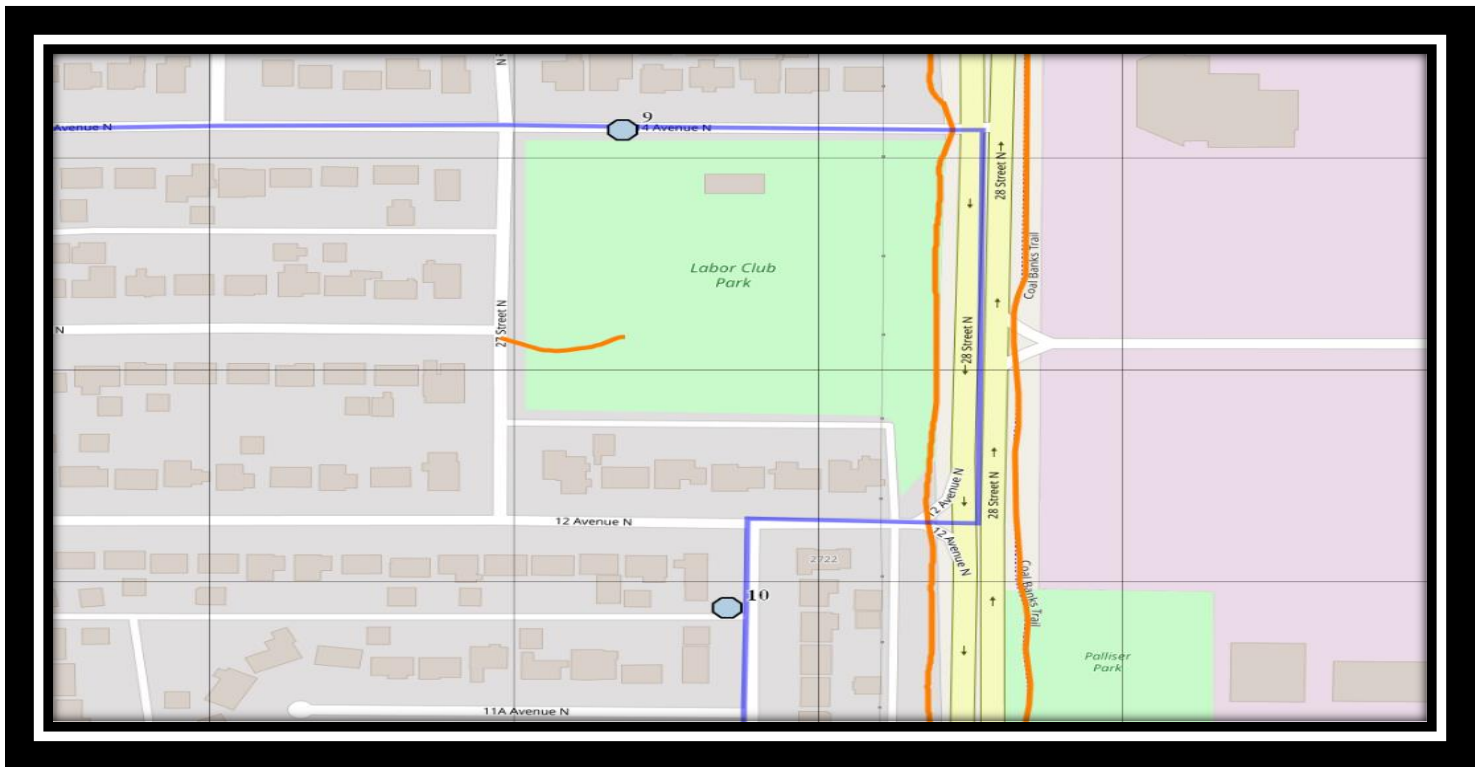 N
9
Avenue N
4 Avenue N
28 Street N
Coal Banks Trail
Labor Club
Park
N
27 Street N
28 Street N
12 Avenue N
28 Street N
12 Avenue N
12 Avenue N
2722
Coal Banks Trail
10
Palliser
Park
11A Avenue N